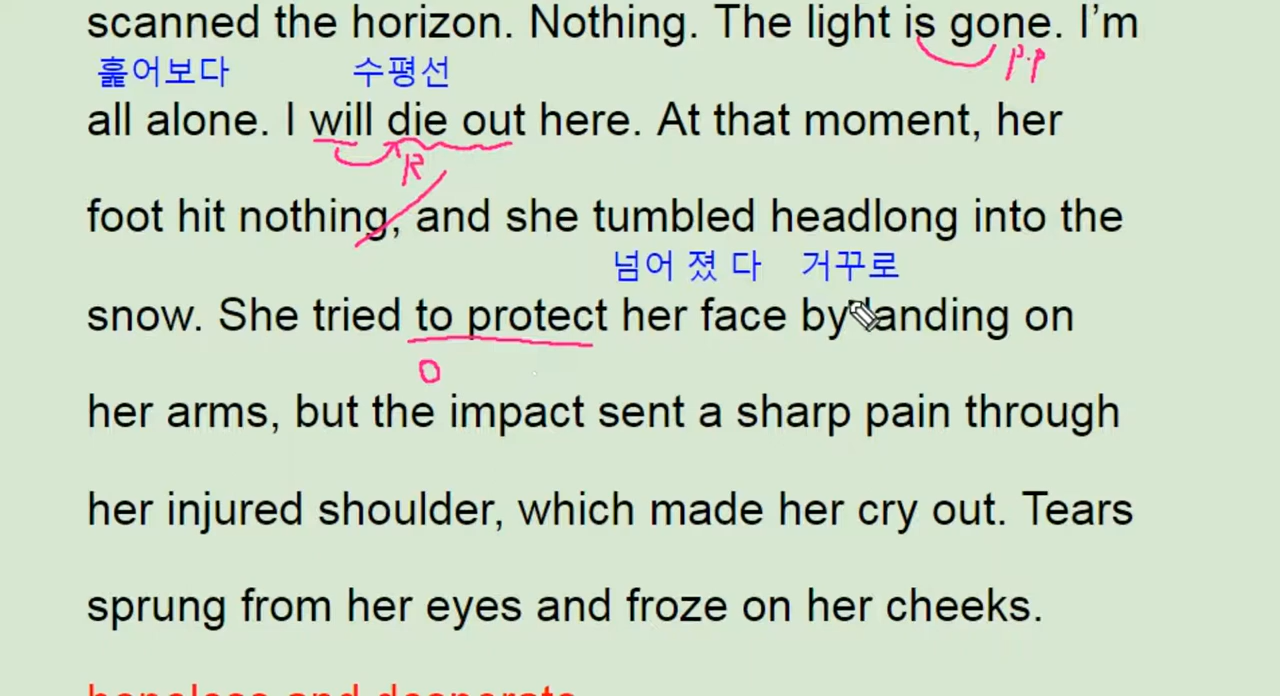 scanned the horizon. Nothing. The light is gone. I'm
훑어보다 수평선 p.p
all alone. I will die out here. At that moment, her
R
foot hit nothing, and she tumbled headlong into the
넘어 졌 다 거꾸로
snow. She tried to protect her face by landing on
O
her arms, but the impact sent a sharp pain through
her injured shoulder, which made her cry out. Tears
sprung from her eyes and froze on her cheeks.
hopeless and desperate